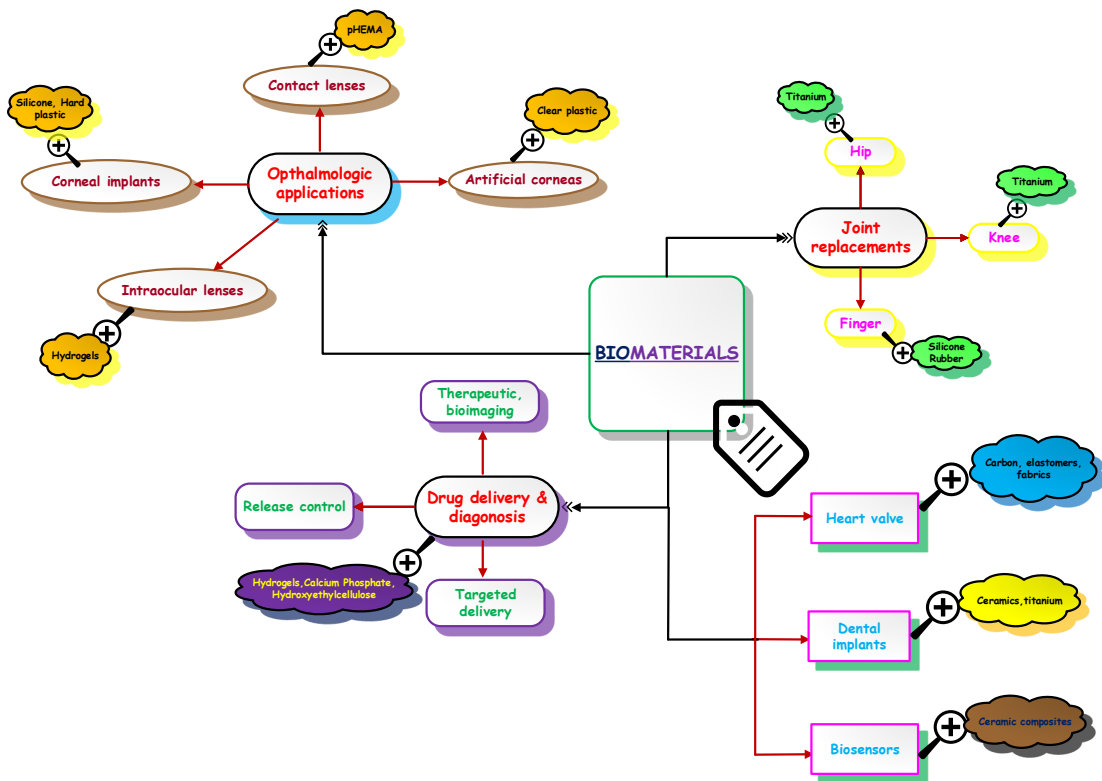 pHEMA
Contact lenses
Silicone, Hard
plastic
Corneal implants
Clear plastic
Artificial corneas
Opthalmologic
applications
Intraocular lenses
Hydrogels
Titanium
Hip
Titanium
Knee
Joint
replacements
Finger
Silicone
Rubber
BIOMATERIALS
Therapeutic,
bioimaging
Release control
Drug delivery &
diagonosis
Hydrogels,Calcium Phosphate,
Hydroxyethylcellulose
Targeted
delivery
Carbon, elastomers,
fabrics
Heart valve
Ceramics,titanium
Dental
implants
Ceramic composites
Biosensors